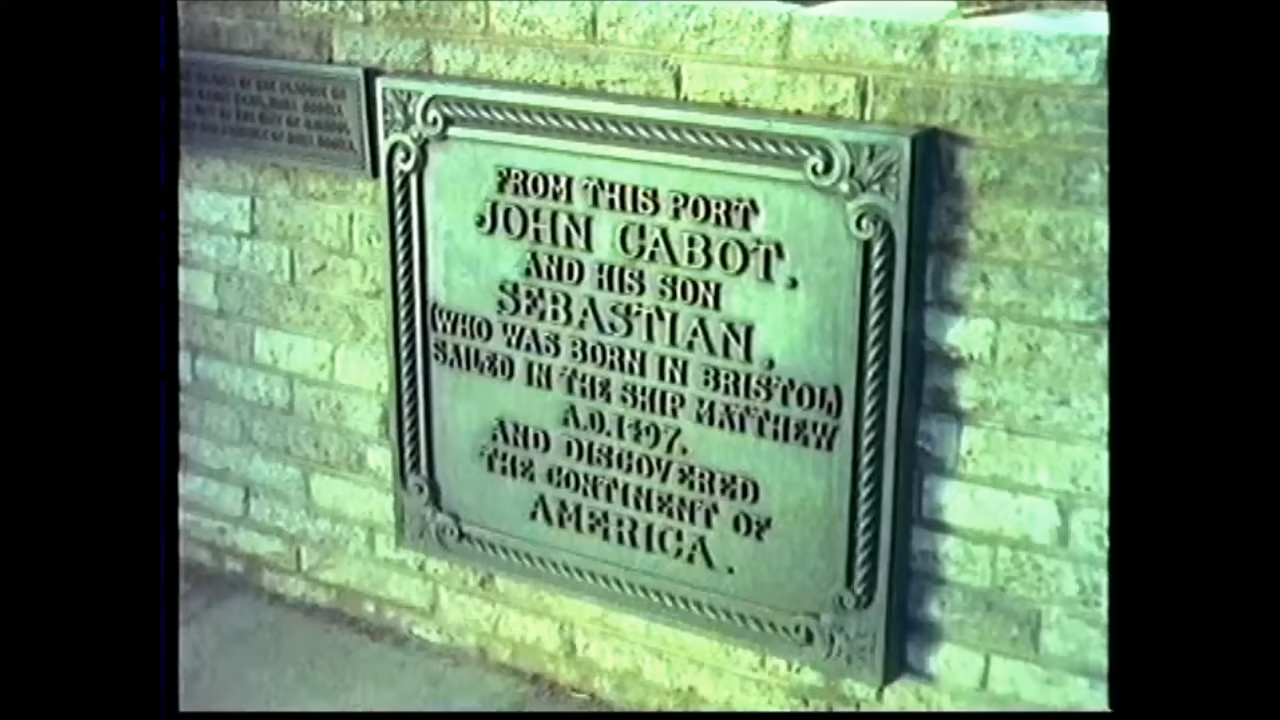 FROM THIS PORT
JOHN CABOT.
AND HIS SON
SEBASTIAN.
(WHO WAS BORN IN BRISTOL)
SAILED IN THE SHIP MATTHEW
A.D. 1497.
AND DISCOVERED
THE CONTINENT OF
AMERICA.